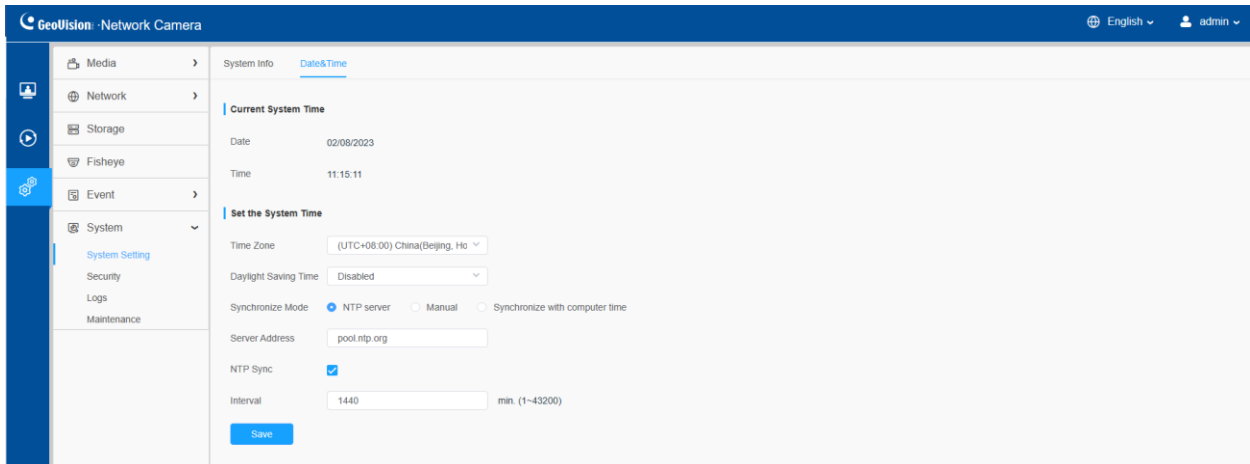 GeoVision Network Camera
English
admin
Media
Network
Storage
Fisheye
Event
System
System Setting
Security
Logs
Maintenance
System Info
Date&Time
Current System Time
Date 02/08/2023
Time 11:15:11
Set the System Time
Time Zone (UTC+08:00) China(Beijing, Ho
Daylight Saving Time Disabled
Synchronize Mode NTP server Manual Synchronize with computer time
Server Address pool.ntp.org
NTP Sync
Interval 1440 min. (1~43200)
Save